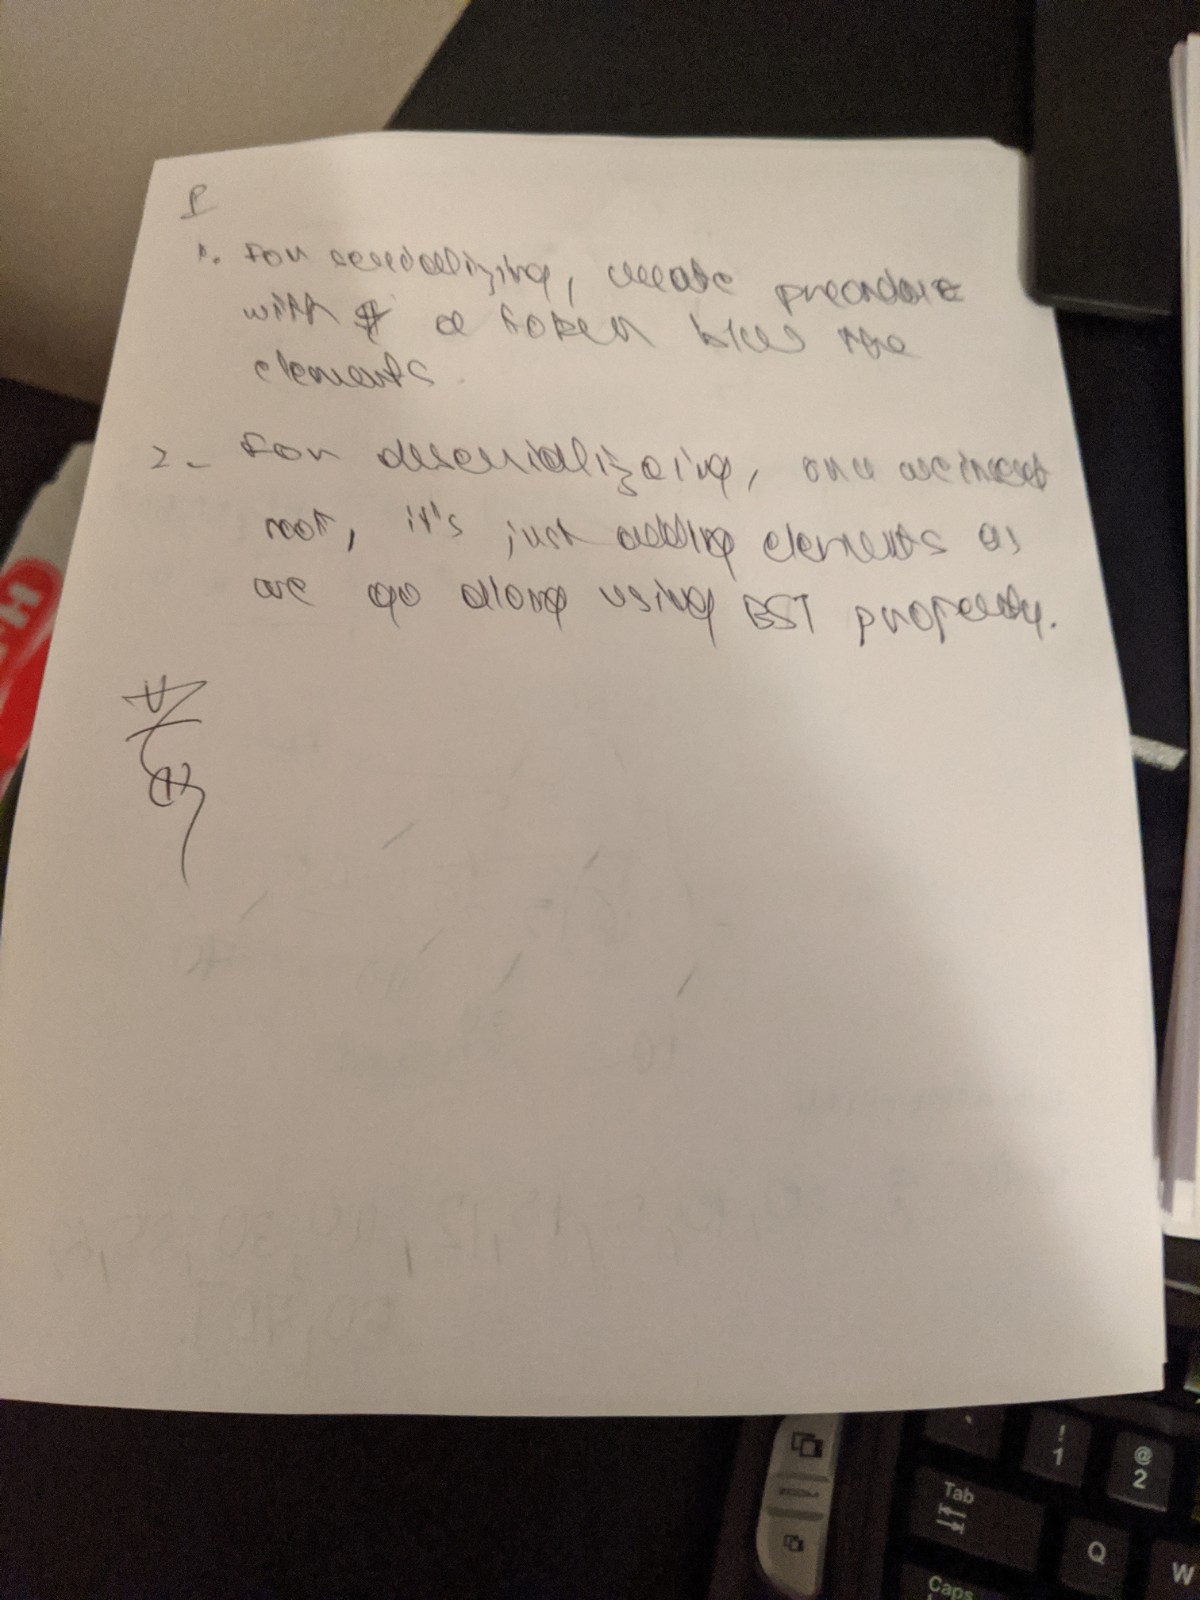 1. For serializing, create preorder
with $ a token b/w the
elements.
2. For deserializing, once we insert
root, it's just adding elements as
we go along using BST property.
!
1
@
2
ZOOM
Tab
Q
W
Caps